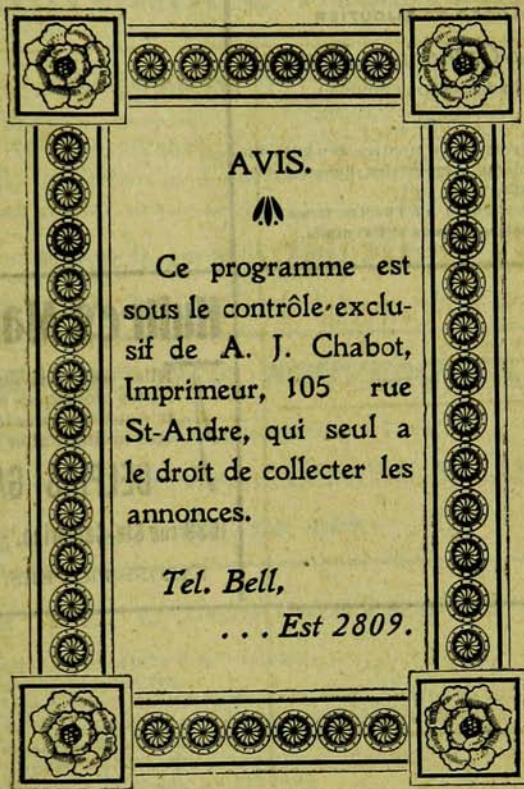 AVIS.
Ce programme est
sous le contrôle exclu-
sif de A. J. Chabot,
Imprimeur, 105 rue
St-Andre, qui seul a
le droit de collecter les
annonces.
Tel. Bell,
. . . Est 2809.